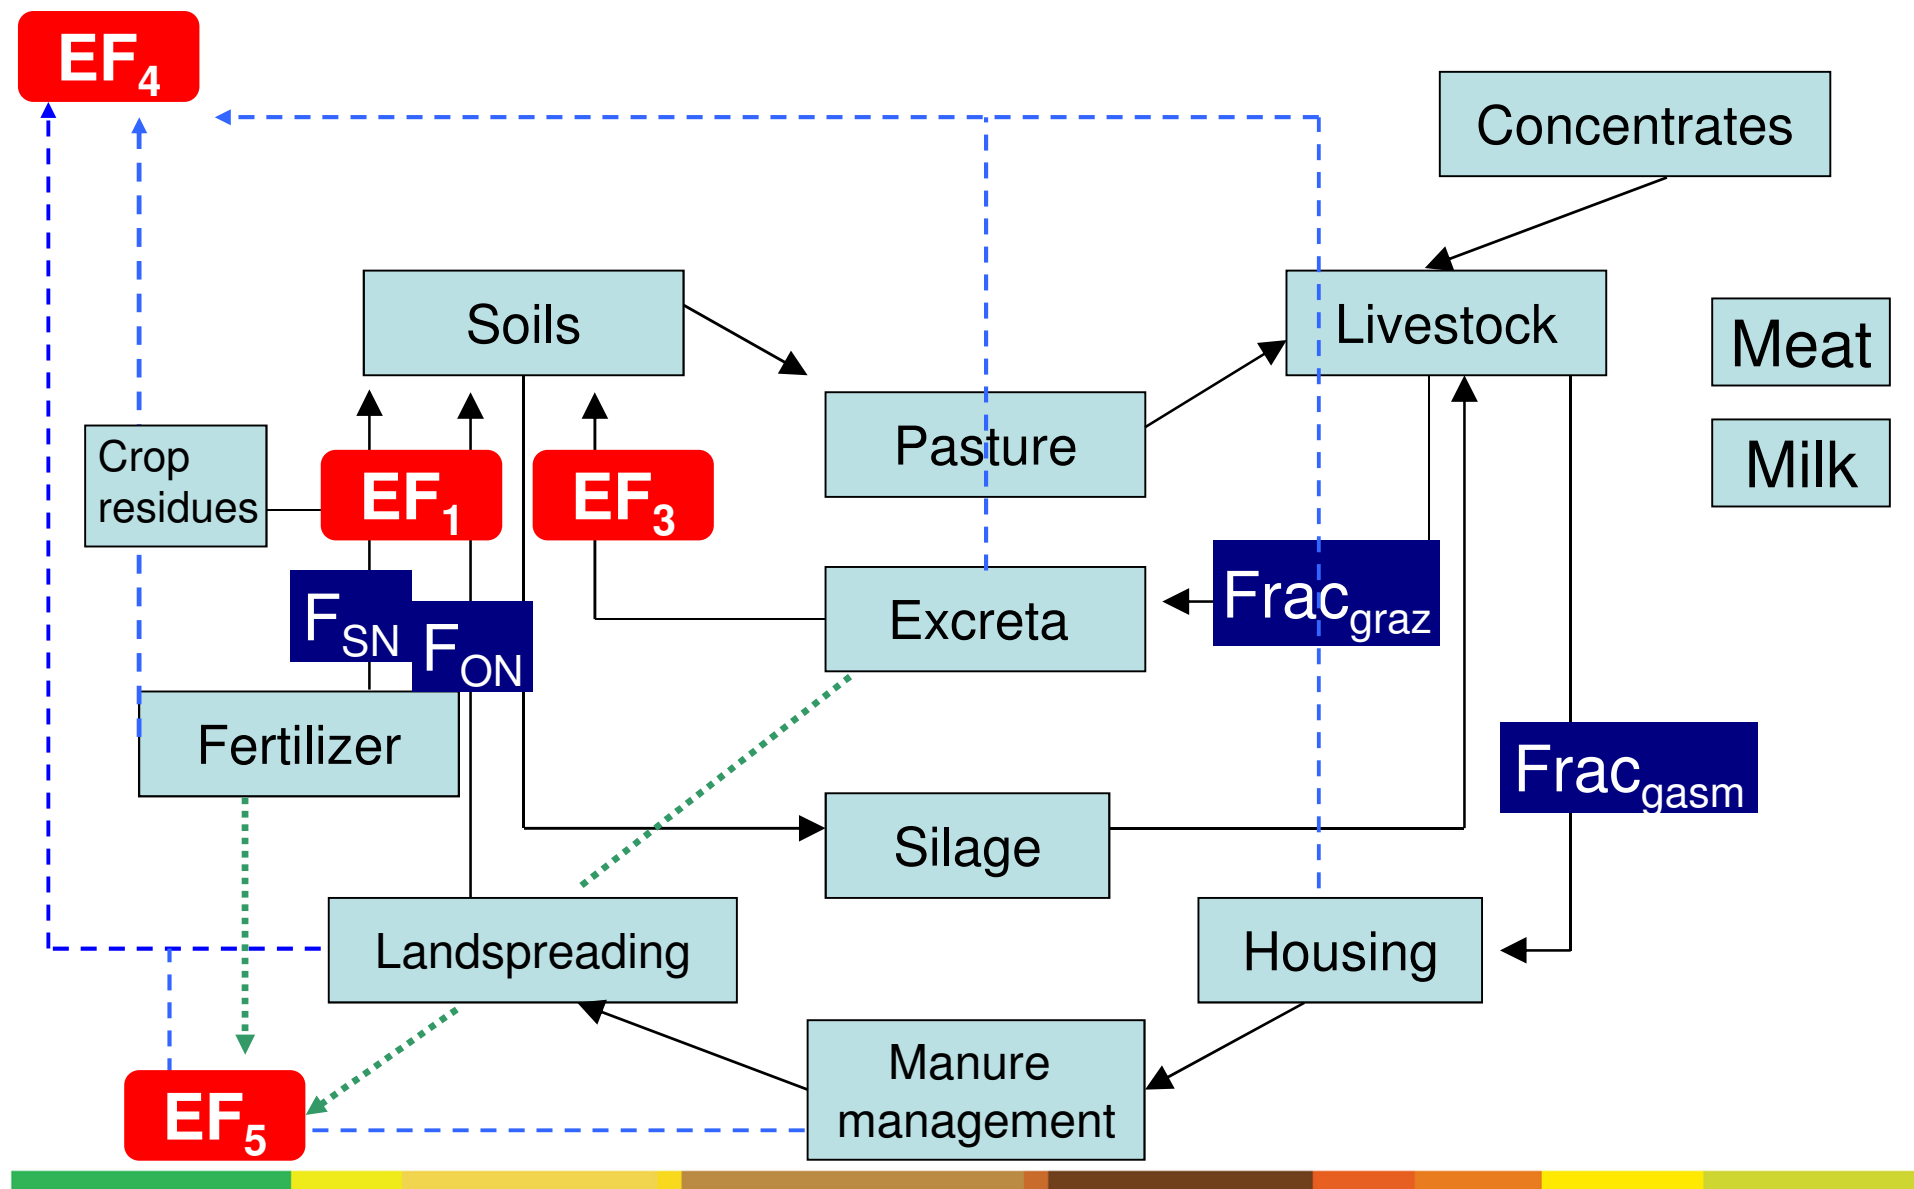 EF4
Concentrates
Soils
Livestock
Meat
Pasture
Milk
Crop
residues
EF1
EF3
FSN
FON
Excreta
Fracgraz
Fertilizer
Fracgasm
Silage
Landspreading
Housing
Manure
management
EF5